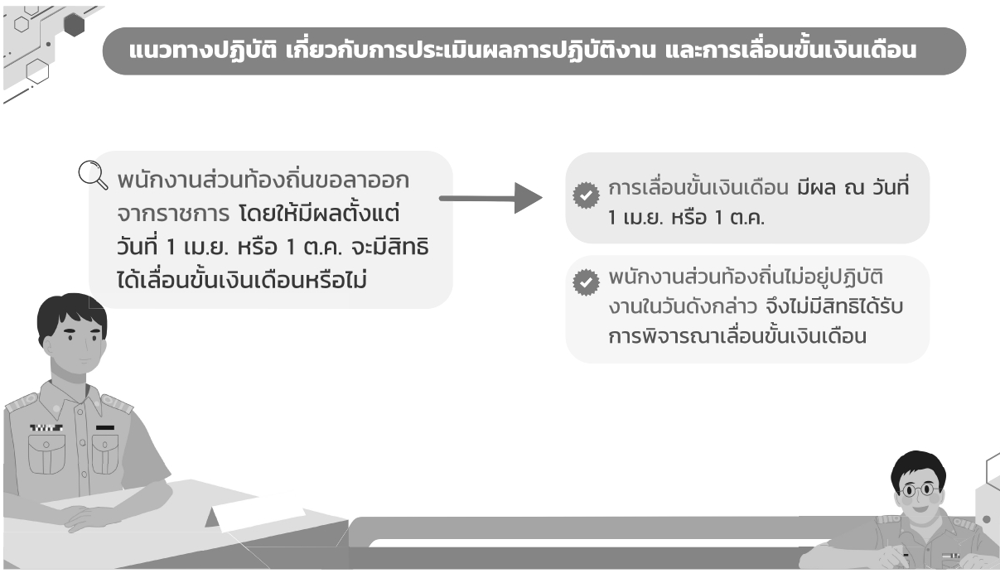 แนวทางปฏิบัติ เกี่ยวกับการประเมินผลการปฏิบัติงาน และการเลื่อนขั้นเงินเดือน
พนักงานส่วนท้องถิ่นขอลาออก
จากราชการ โดยให้มีผลตั้งแต่
วันที่ 1 เม.ย. หรือ 1 ต.ค. จะมีสิทธิ
ได้เลื่อนขั้นเงินเดือนหรือไม่
การเลื่อนขั้นเงินเดือน มีผล ณ วันที่
1 เม.ย. หรือ 1 ต.ค.
พนักงานส่วนท้องถิ่นไม่อยู่ปฏิบัติ
งานในวันดังกล่าว จึงไม่มีสิทธิได้รับ
การพิจารณาเลื่อนขั้นเงินเดือน